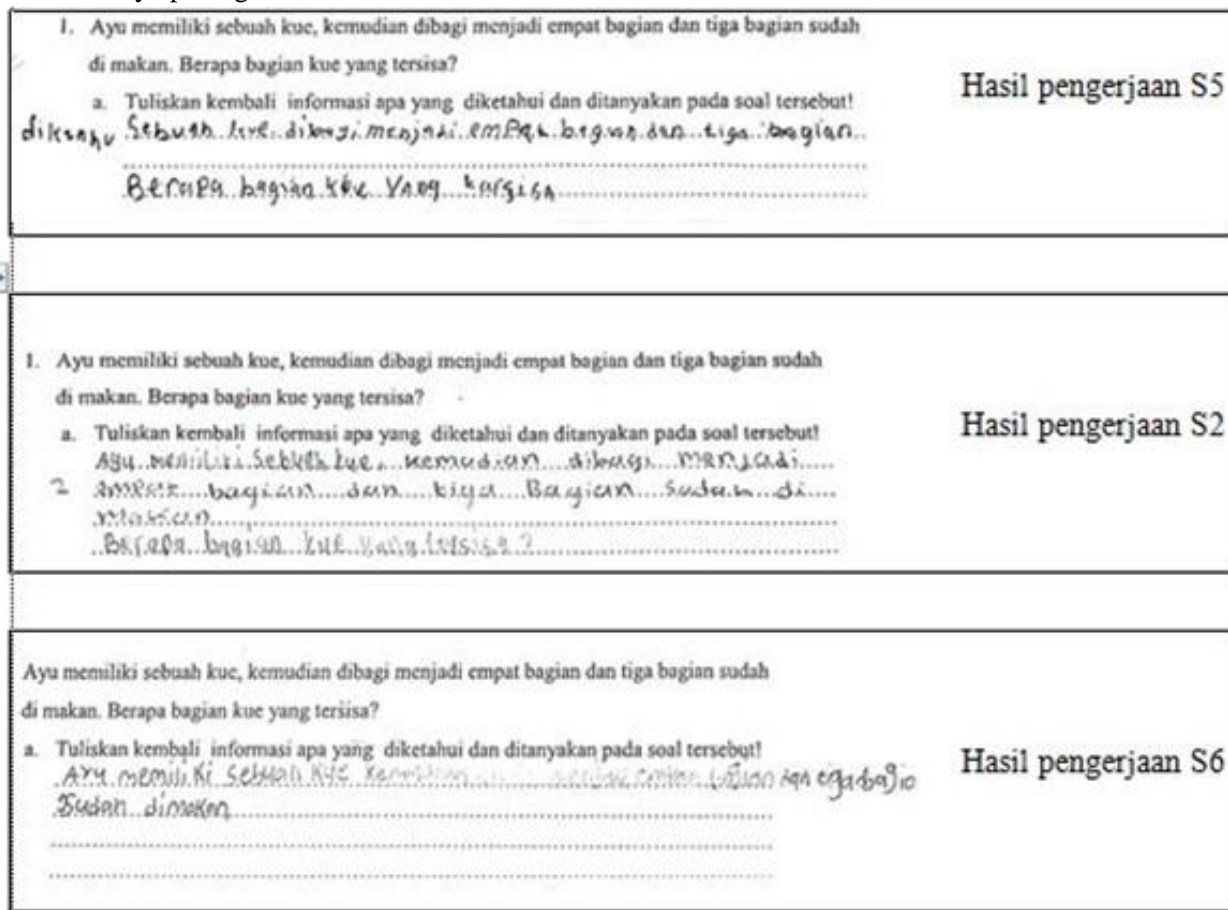 1. Ayu memiliki sebuah kue, kemudian dibagi menjadi empat bagian dan tiga bagian sudah
di makan. Berapa bagian kue yang tersisa?
Hasil pengerjaan S5
a. Tuliskan kembali informasi apa yang diketahui dan ditanyakan pada soal tersebut!
Sebuah kue dibagi menjadi empat bagian dan tiga bagian
Berapa bagian kue yang tersisa
1. Ayu memiliki sebuah kue, kemudian dibagi menjadi empat bagian dan tiga bagian sudah
di makan. Berapa bagian kue yang tersisa?
Hasil pengerjaan S2
a. Tuliskan kembali informasi apa yang diketahui dan ditanyakan pada soal tersebut!
Ayu memiliki sebuah kue, kemudian dibagi menjadi
empat bagian dan tiga Bagian sudah di
makan
Berapa bagian kue yang tersisa?
Ayu memiliki sebuah kue, kemudian dibagi menjadi empat bagian dan tiga bagian sudah
di makan. Berapa bagian kue yang tersisa?
a. Tuliskan kembali informasi apa yang diketahui dan ditanyakan pada soal tersebut!
Hasil pengerjaan S6
Ayu memiliki sebuah kue dan tiga bagio
Sudah dimakan